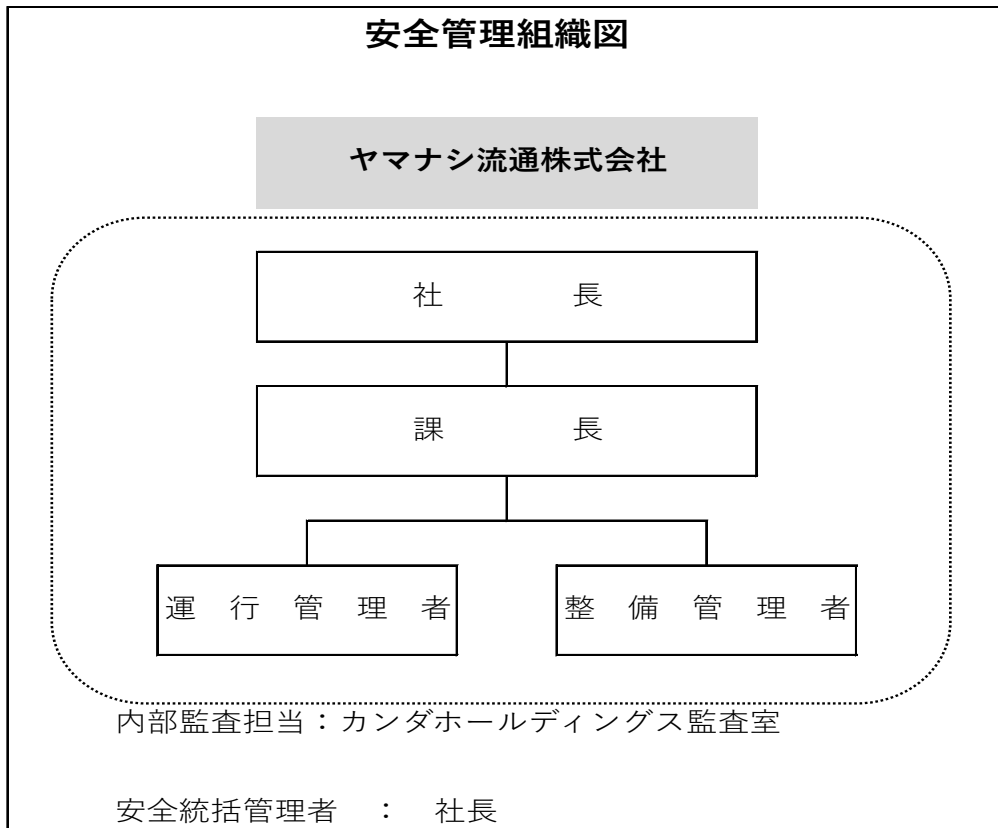 安全管理組織図
ヤマナシ流通株式会社
社　　　　長
課　　　　長
運　行　管　理　者
整　備　管　理　者
内部監査担当：カンダホールディングス監査室
安全統括管理者　：　社長